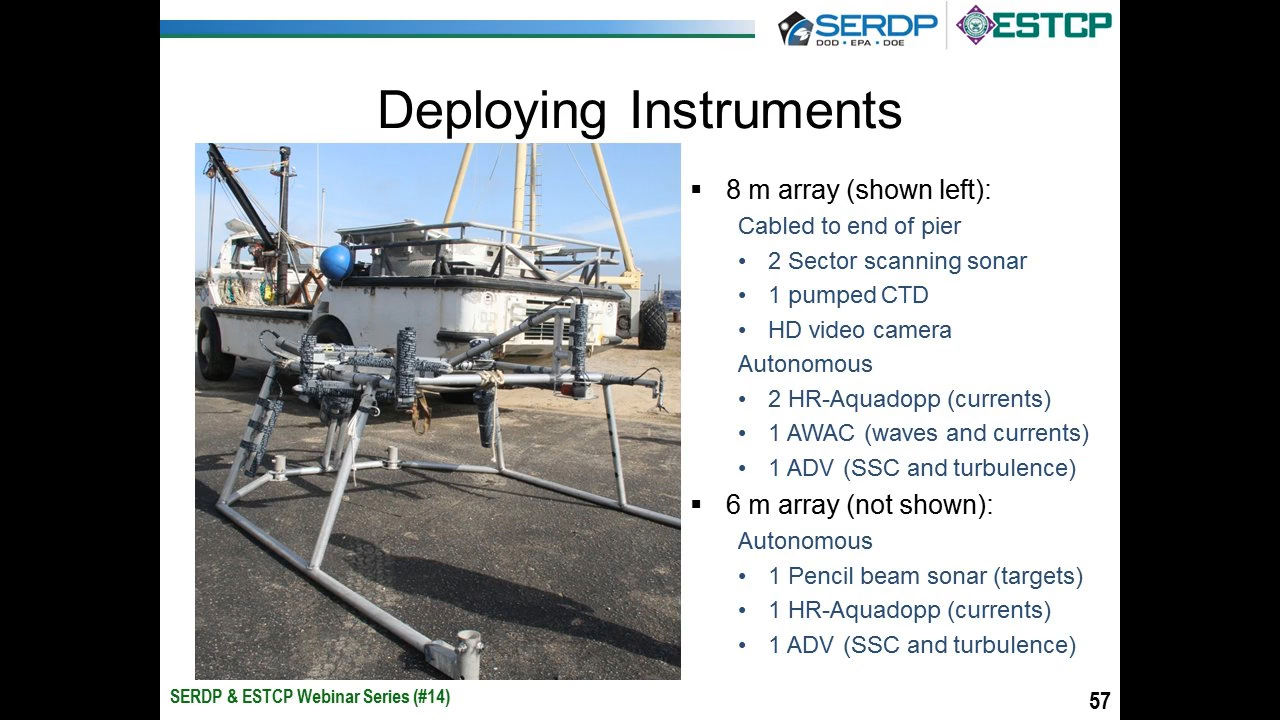 SERDP
DOD • EPA • DOE
ESTCP
Deploying Instruments
▪ 8 m array (shown left):
Cabled to end of pier
• 2 Sector scanning sonar
• 1 pumped CTD
• HD video camera
Autonomous
• 2 HR-Aquadopp (currents)
• 1 AWAC (waves and currents)
• 1 ADV (SSC and turbulence)
▪ 6 m array (not shown):
Autonomous
• 1 Pencil beam sonar (targets)
• 1 HR-Aquadopp (currents)
• 1 ADV (SSC and turbulence)
SERDP & ESTCP Webinar Series (#14)
57